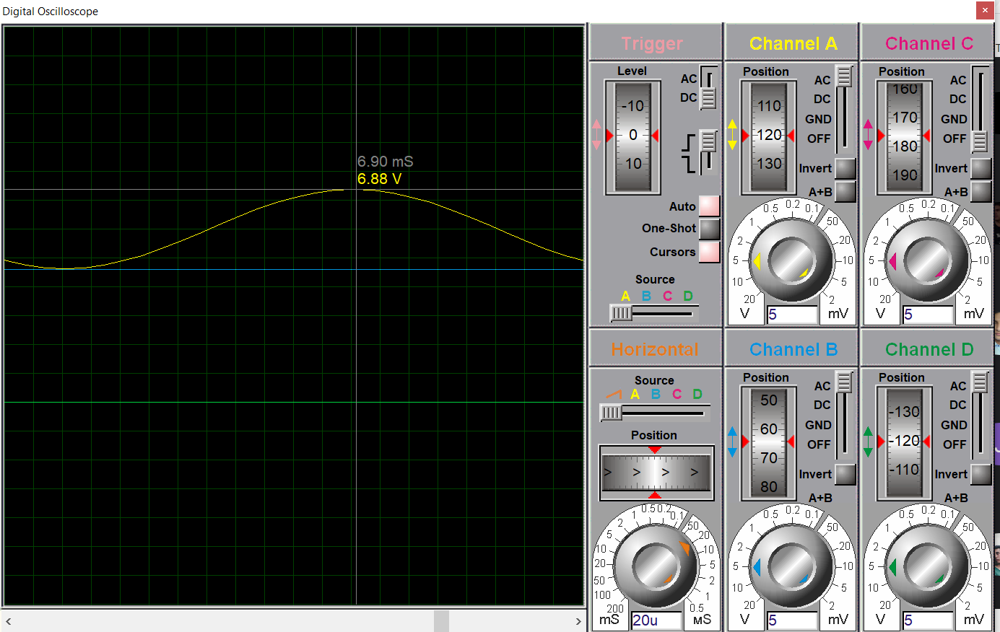 Digital Oscilloscope
×
T
6.90 mS
6.88 V
< >
Trigger
Level
AC
DC
-10
0
10
Auto
One-Shot
Cursors
Source
A B C D
Channel A
Position
AC
DC
GND
OFF
110
120
130
Invert
A+B
20 10 5 2 1 0.5 0.2 0.1 50 20 10 5 2
V 5 mV
Channel C
Position
AC
DC
GND
OFF
160
170
180
190
Invert
A+B
20 10 5 2 1 0.5 0.2 0.1 50 20 10 5 2
V 5 mV
Horizontal
Source
A B C D
Position
> > > >
200 100 50 20 10 5 2 1 0.5 0.2 0.1 50 20 10 5 2 1 0.5
mS 20u мS
Channel B
Position
AC
DC
GND
OFF
50
60
70
80
Invert
A+B
20 10 5 2 1 0.5 0.2 0.1 50 20 10 5 2
V 5 mV
Channel D
Position
AC
DC
GND
OFF
-130
-120
-110
Invert
A+B
20 10 5 2 1 0.5 0.2 0.1 50 20 10 5 2
V 5 mV